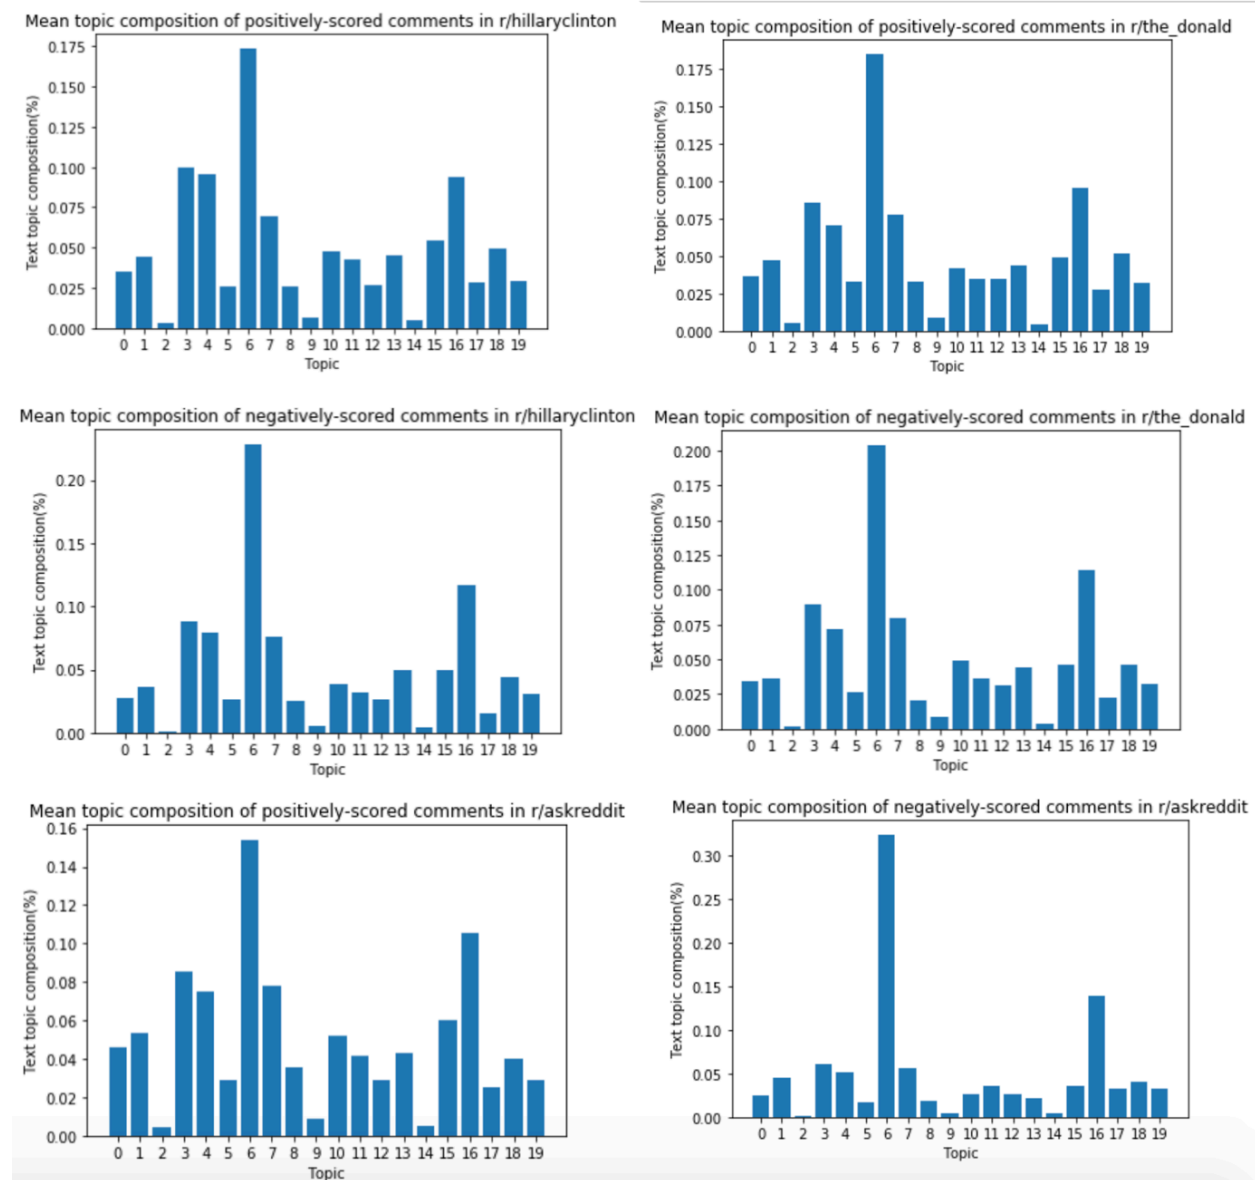 Mean topic composition of positively-scored comments in r/hillaryclinton
Text topic composition(%)
0.175
0.150
0.125
0.100
0.075
0.050
0.025
0.000
0 1 2 3 4 5 6 7 8 9 10 11 12 13 14 15 16 17 18 19
Topic
Mean topic composition of positively-scored comments in r/the_donald
Text topic composition(%)
0.175
0.150
0.125
0.100
0.075
0.050
0.025
0.000
0 1 2 3 4 5 6 7 8 9 10 11 12 13 14 15 16 17 18 19
Topic
Mean topic composition of negatively-scored comments in r/hillaryclinton
Text topic composition(%)
0.20
0.15
0.10
0.05
0.00
0 1 2 3 4 5 6 7 8 9 10 11 12 13 14 15 16 17 18 19
Topic
Mean topic composition of negatively-scored comments in r/the_donald
Text topic composition(%)
0.200
0.175
0.150
0.125
0.100
0.075
0.050
0.025
0.000
0 1 2 3 4 5 6 7 8 9 10 11 12 13 14 15 16 17 18 19
Topic
Mean topic composition of positively-scored comments in r/askreddit
Text topic composition(%)
0.16
0.14
0.12
0.10
0.08
0.06
0.04
0.02
0.00
0 1 2 3 4 5 6 7 8 9 10 11 12 13 14 15 16 17 18 19
Topic
Mean topic composition of negatively-scored comments in r/askreddit
Text topic composition(%)
0.30
0.25
0.20
0.15
0.10
0.05
0.00
0 1 2 3 4 5 6 7 8 9 10 11 12 13 14 15 16 17 18 19
Topic